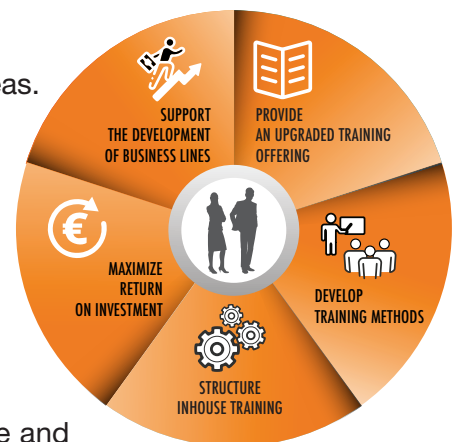 eas.
SUPPORT
THE DEVELOPMENT
OF BUSINESS LINES
PROVIDE
AN UPGRADED TRAINING
OFFERING
€
MAXIMIZE
RETURN
ON INVESTMENT
DEVELOP
TRAINING METHODS
STRUCTURE
INHOUSE TRAINING
e and